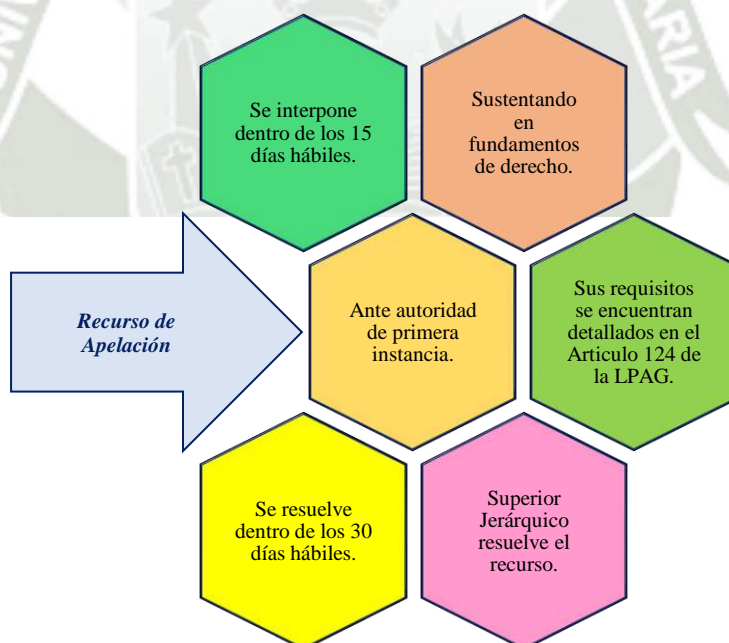 Se interpone
dentro de los 15
días hábiles.
Sustentando
en
fundamentos
de derecho.
Recurso de
Apelación
Ante autoridad
de primera
instancia.
Sus requisitos
se encuentran
detallados en el
Articulo 124 de
la LPAG.
Se resuelve
dentro de los 30
días hábiles.
Superior
Jerárquico
resuelve el
recurso.